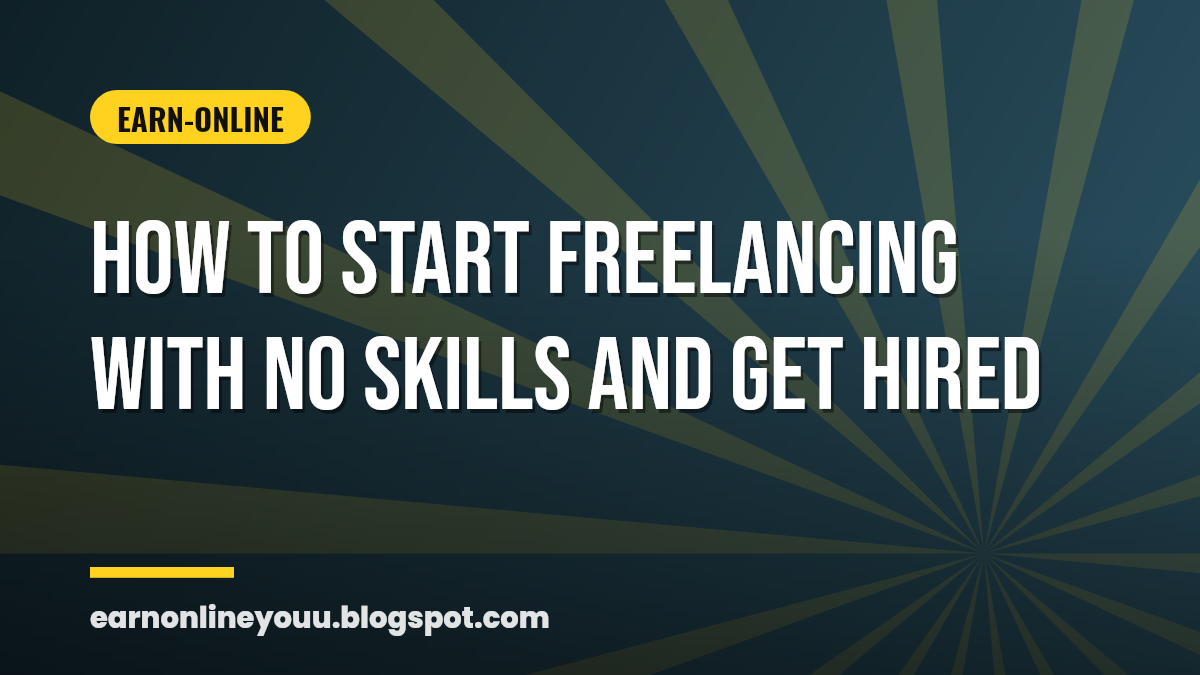 EARN-ONLINE
HOW TO START FREELANCING
WITH NO SKILLS AND GET HIRED
earnonlineyouu.blogspot.com